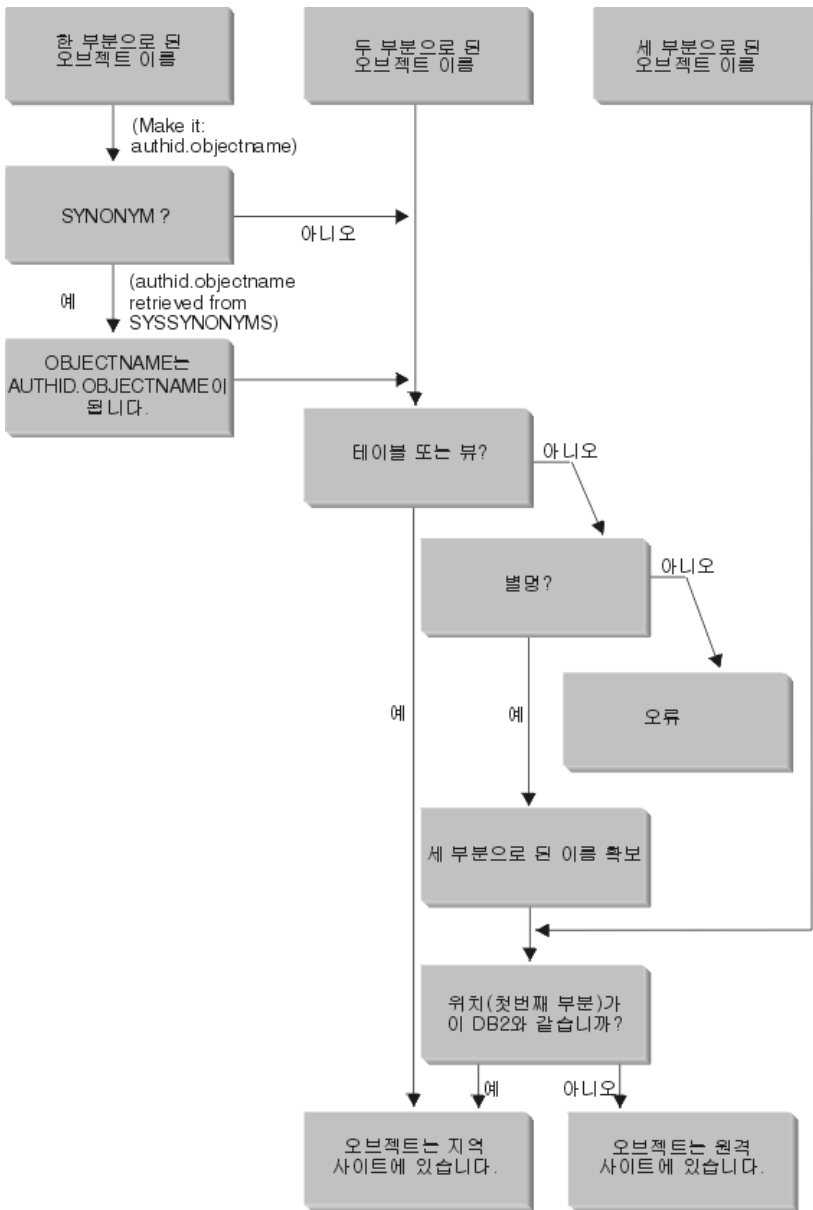 한 부분으로 된
오브젝트 이름
두 부분으로 된
오브젝트 이름
세 부분으로 된
오브젝트 이름
(Make it:
authid.objectname)
SYNONYM ?
아니오
예
(authid.objectname
retrieved from
SYSSYNONYMS)
OBJECTNAME는
AUTHID.OBJECTNAME이
됩니다.
테이블 또는 뷰?
아니오
별명?
아니오
오류
예
예
세 부분으로 된 이름 확보
위치(첫번째 부분)가
이 DB2와 같습니까?
예
아니오
오브젝트는 지역
사이트에 있습니다.
오브젝트는 원격
사이트에 있습니다.